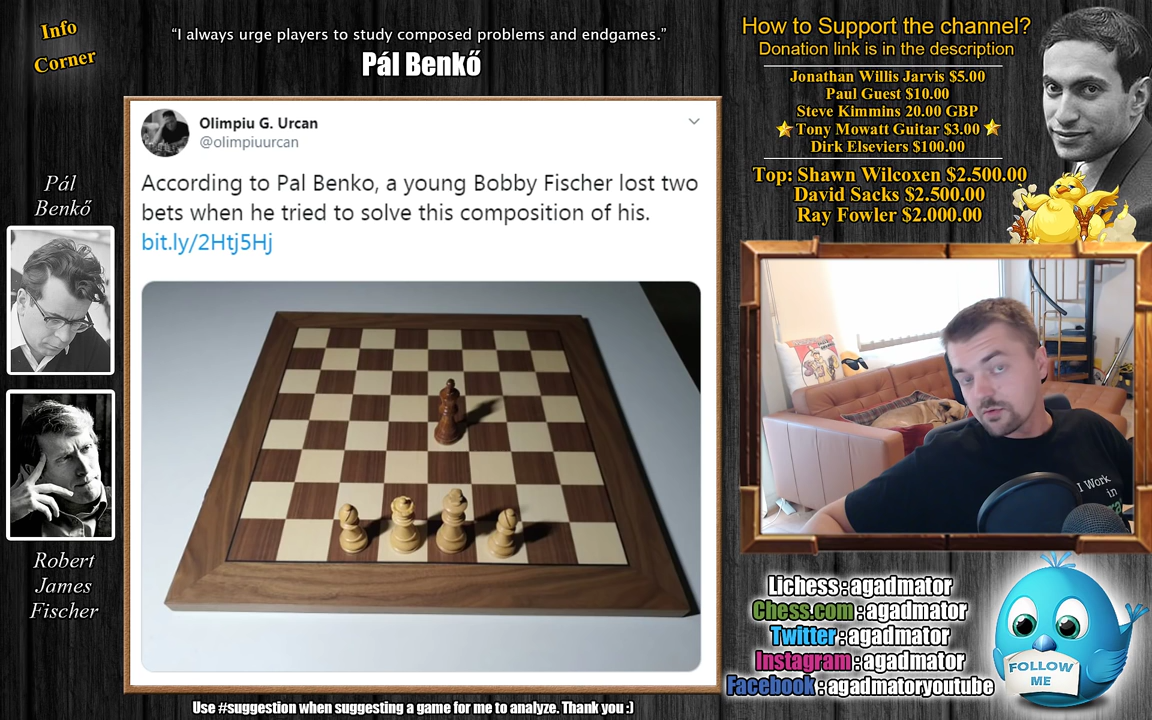 Info
Corner
“I always urge players to study composed problems and endgames.”
Pál Benkő
Pál
Benkő
Robert
James
Fischer
Olimpiu G. Urcan
@olimpiuurcan
According to Pal Benko, a young Bobby Fischer lost two
bets when he tried to solve this composition of his.
bit.ly/2Htj5Hj
Use #suggestion when suggesting a game for me to analyze. Thank you :)
How to Support the channel?
Donation link is in the description
Jonathan Willis Jarvis $5.00
Paul Guest $10.00
Steve Kimmins 20.00 GBP
Tony Mowatt Guitar $3.00
Dirk Elseviers $100.00
Top: Shawn Wilcoxen $2.500.00
David Sacks $2.500.00
Ray Fowler $2.000.00
I Work
in
Lichess : agadmator
Chess.com : agadmator
Twitter : agadmator
Instagram : agadmator
Facebook : agadmatoryoutube
FOLLOW
ME